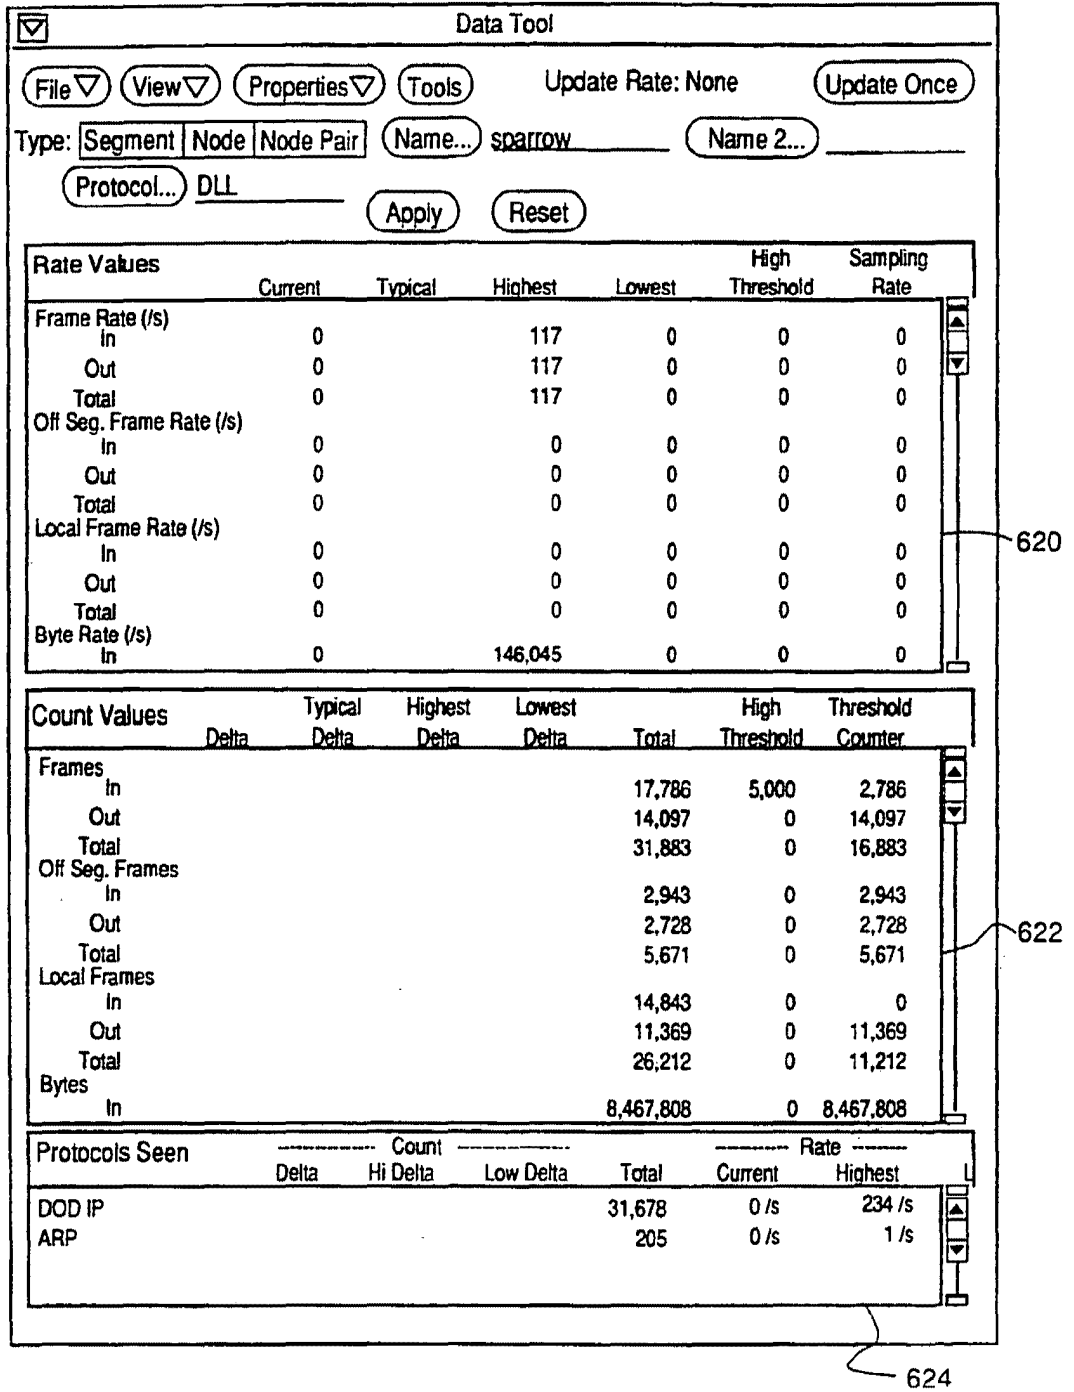 Data Tool
File View Properties Tools Update Rate: None Update Once
Type: Segment Node Node Pair Name... sparrow Name 2...
Protocol... DLL
Apply Reset
Rate Values High Sampling
Current Typical Highest Lowest Threshold Rate
Frame Rate (/s)
In 0 117 0 0 0
Out 0 117 0 0 0
Total 0 117 0 0 0
Off Seg. Frame Rate (/s)
In 0 0 0 0 0
Out 0 0 0 0 0
Total 0 0 0 0 0
Local Frame Rate (/s)
In 0 0 0 0 0
620
Out 0 0 0 0 0
Total 0 0 0 0 0
Byte Rate (/s)
In 0 146,045 0 0 0
Count Values Typical Highest Lowest High Threshold
Delta Delta Delta Delta Total Threshold Counter
Frames
In 17,786 5,000 2,786
Out 14,097 0 14,097
Total 31,883 0 16,883
Off Seg. Frames
In 2,943 0 2,943
Out 2,728 0 2,728
622
Total 5,671 0 5,671
Local Frames
In 14,843 0 0
Out 11,369 0 11,369
Total 26,212 0 11,212
Bytes
In 8,467,808 0 8,467,808
Protocols Seen -------- Count -------- ------ Rate ------
Delta Hi Delta Low Delta Total Current Highest L
DOD IP 31,678 0 /s 234 /s
ARP 205 0 /s 1 /s
624